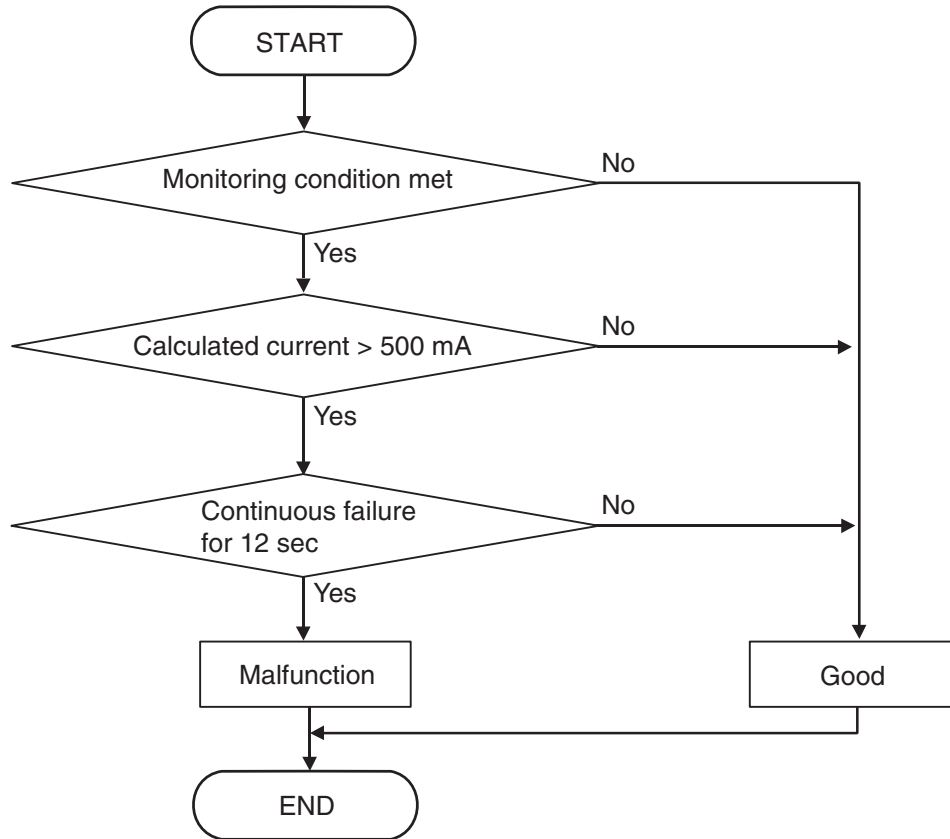 START
Monitoring condition met
No
Yes
Calculated current > 500 mA
No
Yes
Continuous failure
for 12 sec
No
Yes
Malfunction
Good
END